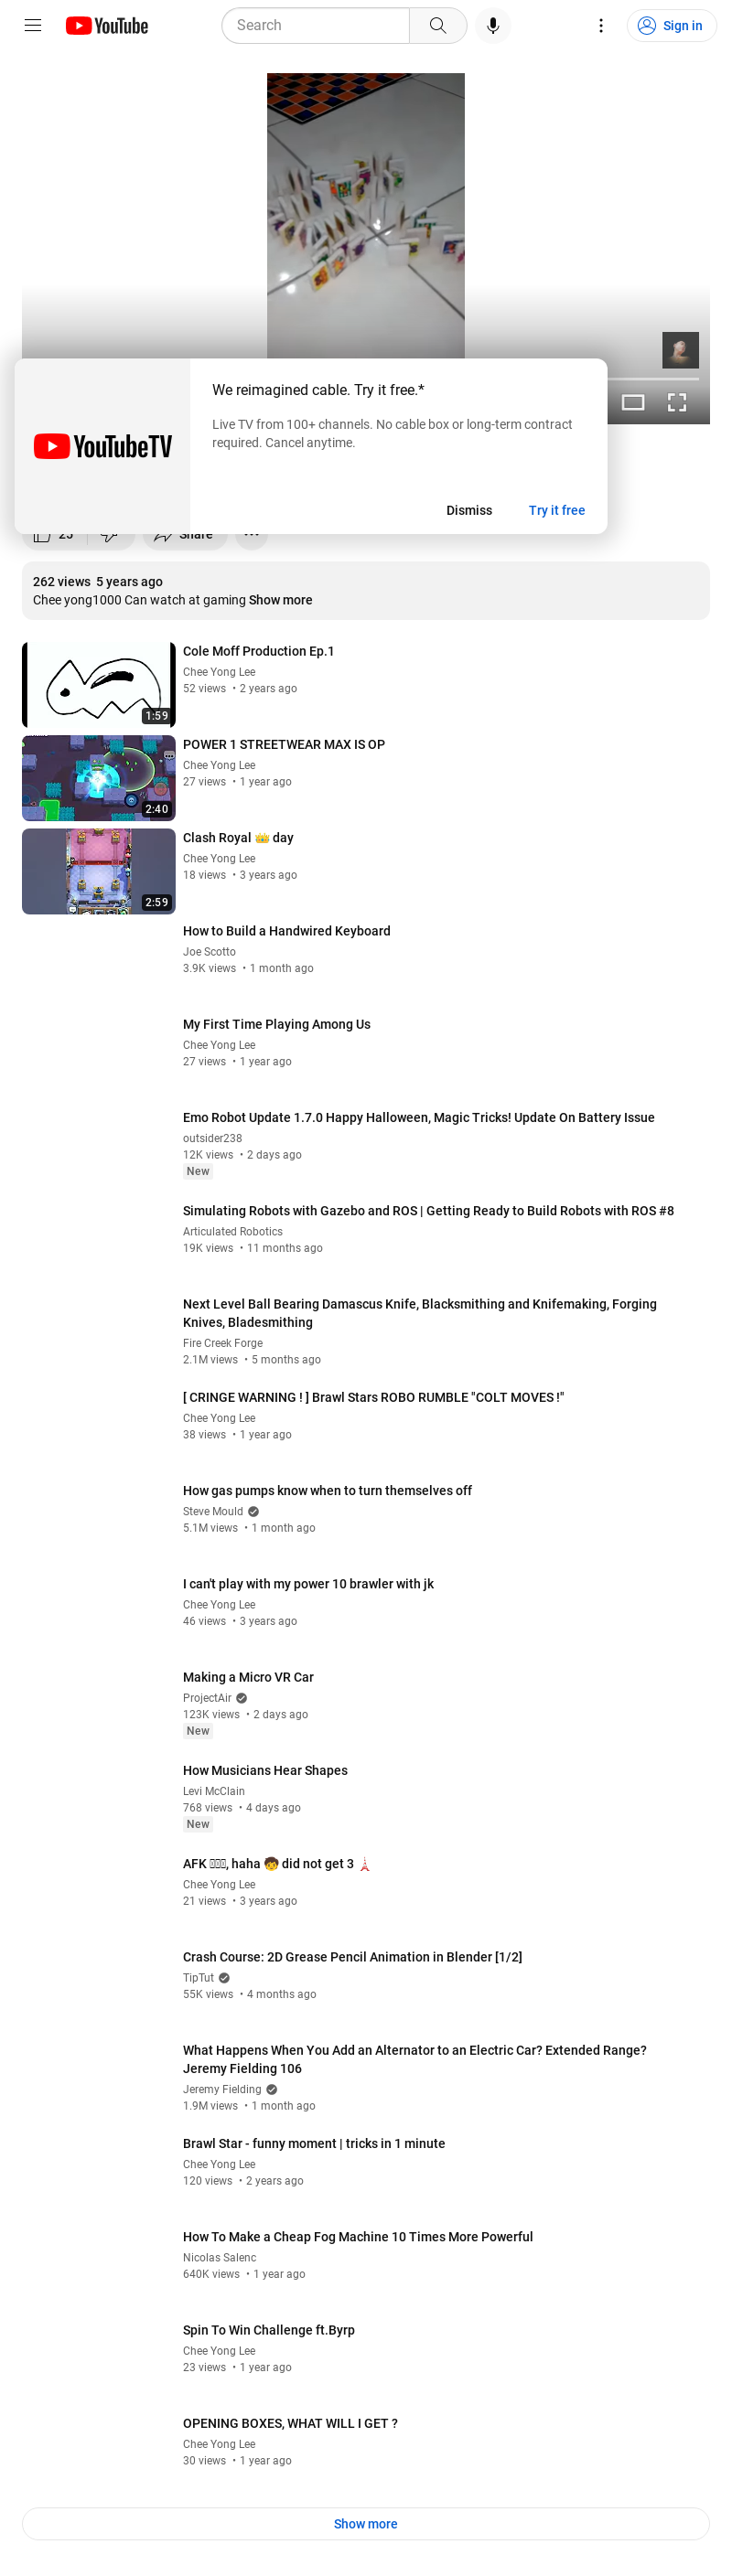 YouTube
Search
Sign in
We reimagined cable. Try it free.*
Live TV from 100+ channels. No cable box or long-term contract
required. Cancel anytime.
YouTubeTV
Dismiss
Try it free
25
Share
262 views 5 years ago
Chee yong1000 Can watch at gaming Show more
Cole Moff Production Ep.1
Chee Yong Lee
52 views • 2 years ago
1:59
POWER 1 STREETWEAR MAX IS OP
Chee Yong Lee
27 views • 1 year ago
2:40
Clash Royal 👑 day
Chee Yong Lee
18 views • 3 years ago
2:59
How to Build a Handwired Keyboard
Joe Scotto
3.9K views • 1 month ago
My First Time Playing Among Us
Chee Yong Lee
27 views • 1 year ago
Emo Robot Update 1.7.0 Happy Halloween, Magic Tricks! Update On Battery Issue
outsider238
12K views • 2 days ago
New
Simulating Robots with Gazebo and ROS | Getting Ready to Build Robots with ROS #8
Articulated Robotics
19K views • 11 months ago
Next Level Ball Bearing Damascus Knife, Blacksmithing and Knifemaking, Forging
Knives, Bladesmithing
Fire Creek Forge
2.1M views • 5 months ago
[ CRINGE WARNING ! ] Brawl Stars ROBO RUMBLE "COLT MOVES !"
Chee Yong Lee
38 views • 1 year ago
How gas pumps know when to turn themselves off
Steve Mould
5.1M views • 1 month ago
I can't play with my power 10 brawler with jk
Chee Yong Lee
46 views • 3 years ago
Making a Micro VR Car
ProjectAir
123K views • 2 days ago
New
How Musicians Hear Shapes
Levi McClain
768 views • 4 days ago
New
AFK , haha 🧒 did not get 3 🗼
Chee Yong Lee
21 views • 3 years ago
Crash Course: 2D Grease Pencil Animation in Blender [1/2]
TipTut
55K views • 4 months ago
What Happens When You Add an Alternator to an Electric Car? Extended Range?
Jeremy Fielding 106
Jeremy Fielding
1.9M views • 1 month ago
Brawl Star - funny moment | tricks in 1 minute
Chee Yong Lee
120 views • 2 years ago
How To Make a Cheap Fog Machine 10 Times More Powerful
Nicolas Salenc
640K views • 1 year ago
Spin To Win Challenge ft.Byrp
Chee Yong Lee
23 views • 1 year ago
OPENING BOXES, WHAT WILL I GET ?
Chee Yong Lee
30 views • 1 year ago
Show more